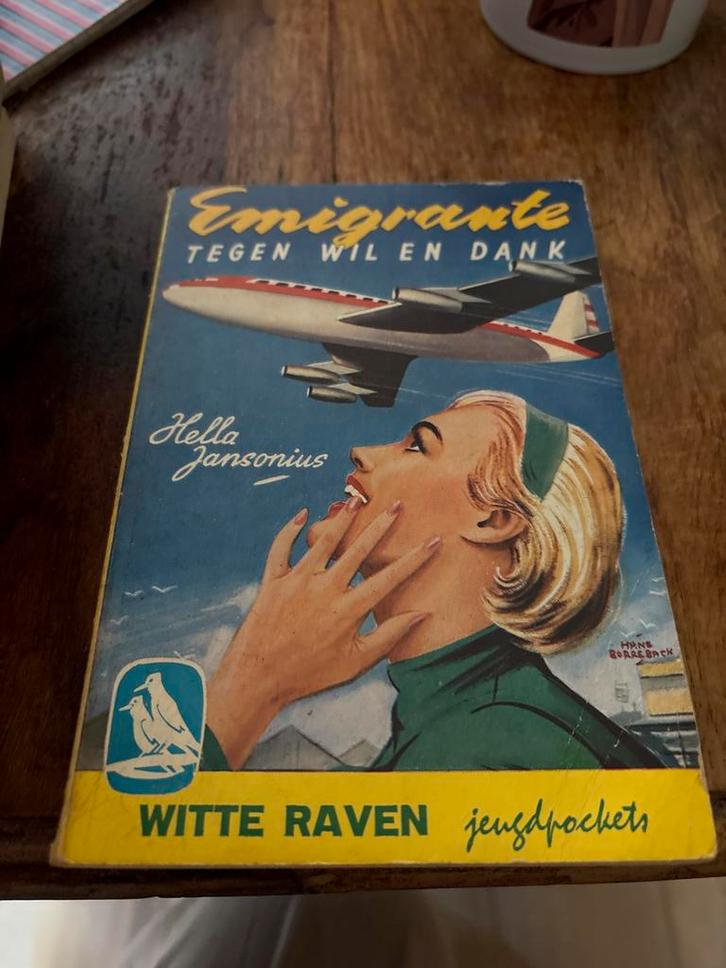 Emigrante
TEGEN WIL EN DANK
Hella
Jansonius
HANS
BORREBACH
WITTE RAVEN jeugdpockets